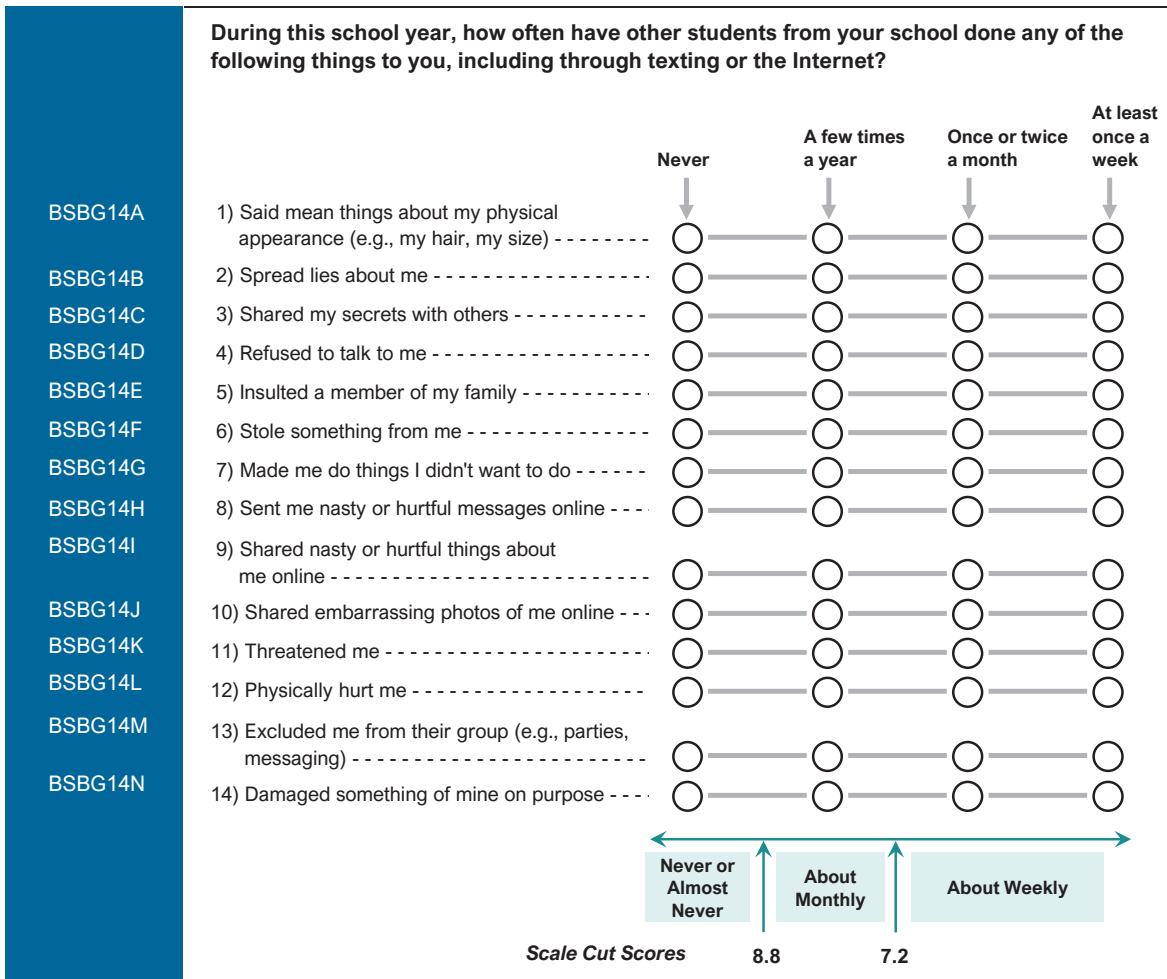 During this school year, how often have other students from your school done any of the
following things to you, including through texting or the Internet?
Never
A few times
a year
Once or twice
a month
At least
once a
week
BSBG14A
1) Said mean things about my physical
appearance (e.g., my hair, my size) - - - - - - - -
BSBG14B
2) Spread lies about me - - - - - - - - - - - - - - - - - -
BSBG14C
3) Shared my secrets with others - - - - - - - - - - -
BSBG14D
4) Refused to talk to me - - - - - - - - - - - - - - - - - -
BSBG14E
5) Insulted a member of my family - - - - - - - - - -
BSBG14F
6) Stole something from me - - - - - - - - - - - - - - -
BSBG14G
7) Made me do things I didn't want to do - - - - - -
BSBG14H
8) Sent me nasty or hurtful messages online - - - -
BSBG14I
9) Shared nasty or hurtful things about
me online - - - - - - - - - - - - - - - - - - - - - - - - - -
BSBG14J
10) Shared embarrassing photos of me online - - -
BSBG14K
11) Threatened me - - - - - - - - - - - - - - - - - - - - - -
BSBG14L
12) Physically hurt me - - - - - - - - - - - - - - - - - - -
BSBG14M
13) Excluded me from their group (e.g., parties,
messaging) - - - - - - - - - - - - - - - - - - - - - - - -
BSBG14N
14) Damaged something of mine on purpose - - - -
Never or
Almost
Never
About
Monthly
About Weekly
Scale Cut Scores 8.8 7.2